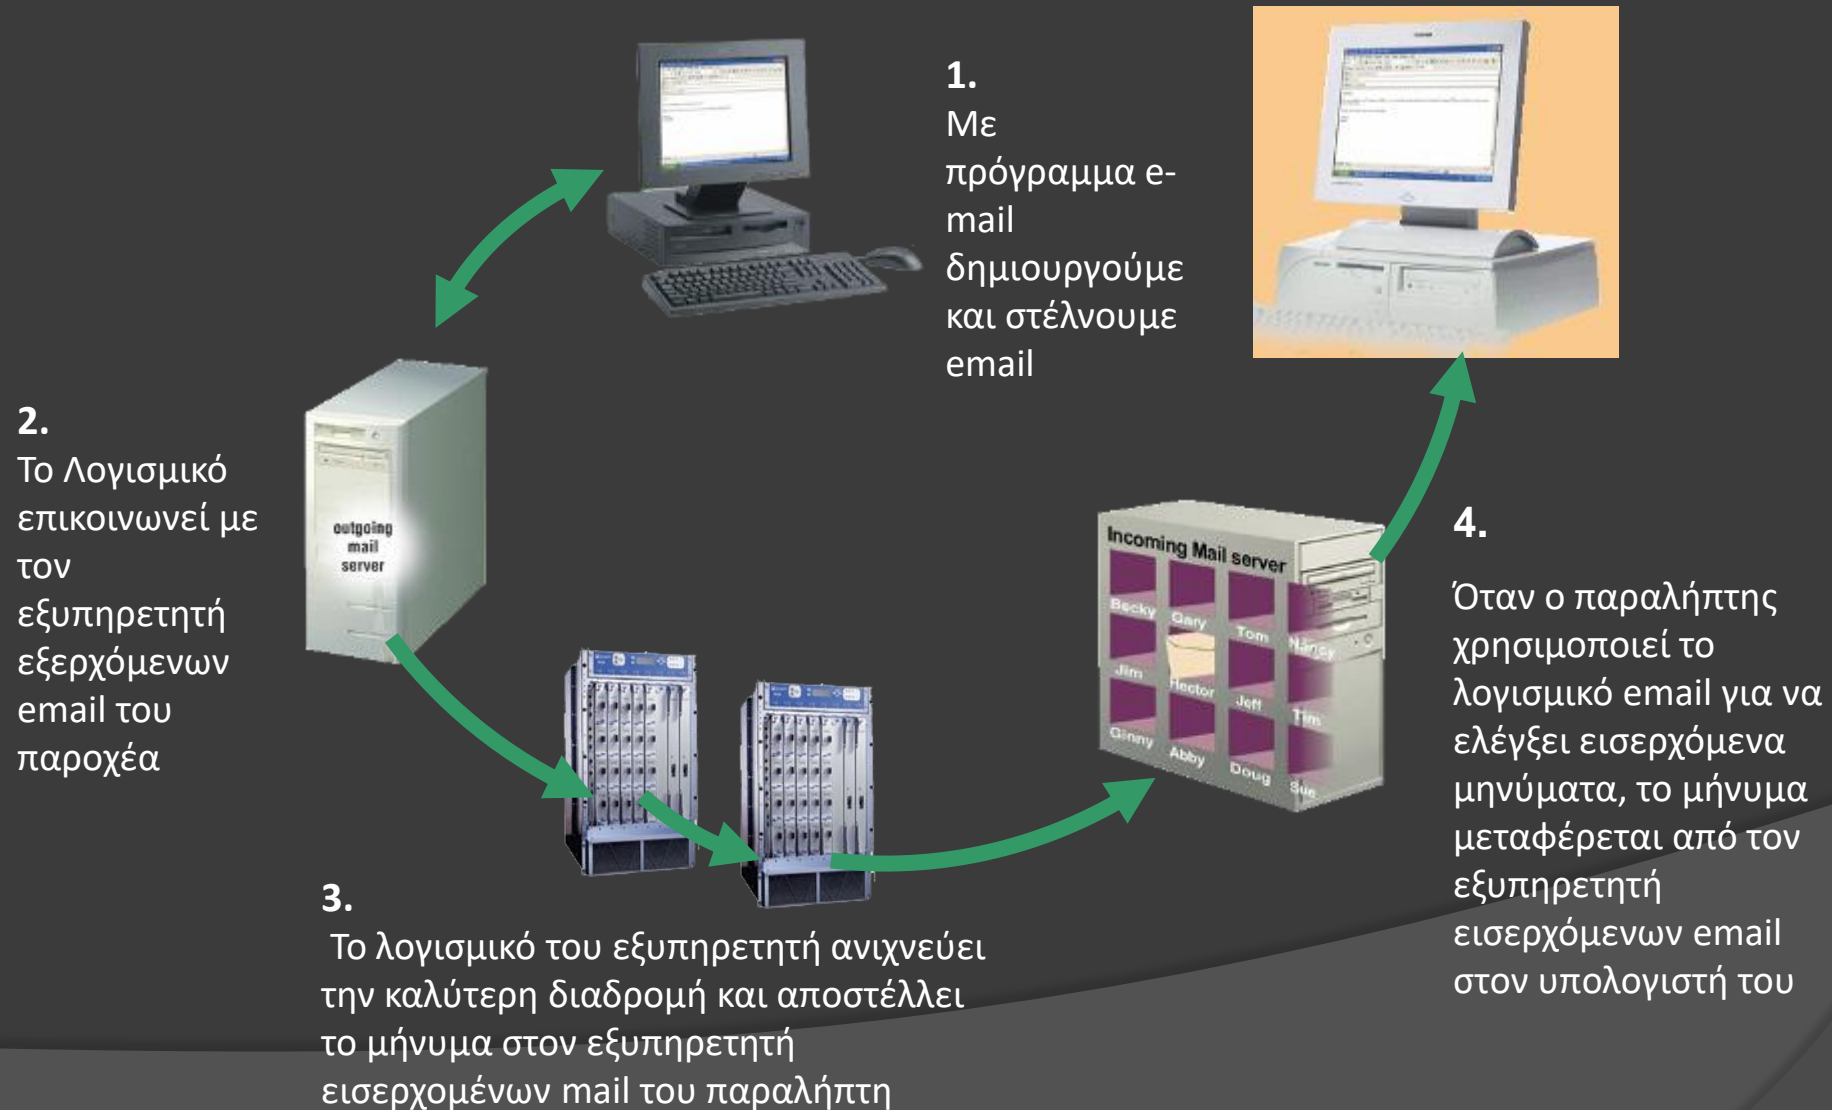 1.
Με
πρόγραμμα e-
mail
δημιουργούμε
και στέλνουμε
email
2.
Το Λογισμικό
επικοινωνεί με
τον
εξυπηρετητή
εξερχόμενων
email του
παροχέα
outgoing
mail
server
3.
Το λογισμικό του εξυπηρετητή ανιχνεύει
την καλύτερη διαδρομή και αποστέλλει
το μήνυμα στον εξυπηρετητή
εισερχομένων mail του παραλήπτη
Incoming Mail server
Becky Gary Tom Nancy
Jim Hector Jeff Tim
Ginny Abby Doug Sue
4.
Όταν ο παραλήπτης
χρησιμοποιεί το
λογισμικό email για να
ελέγξει εισερχόμενα
μηνύματα, το μήνυμα
μεταφέρεται από τον
εξυπηρετητή
εισερχόμενων email
στον υπολογιστή του